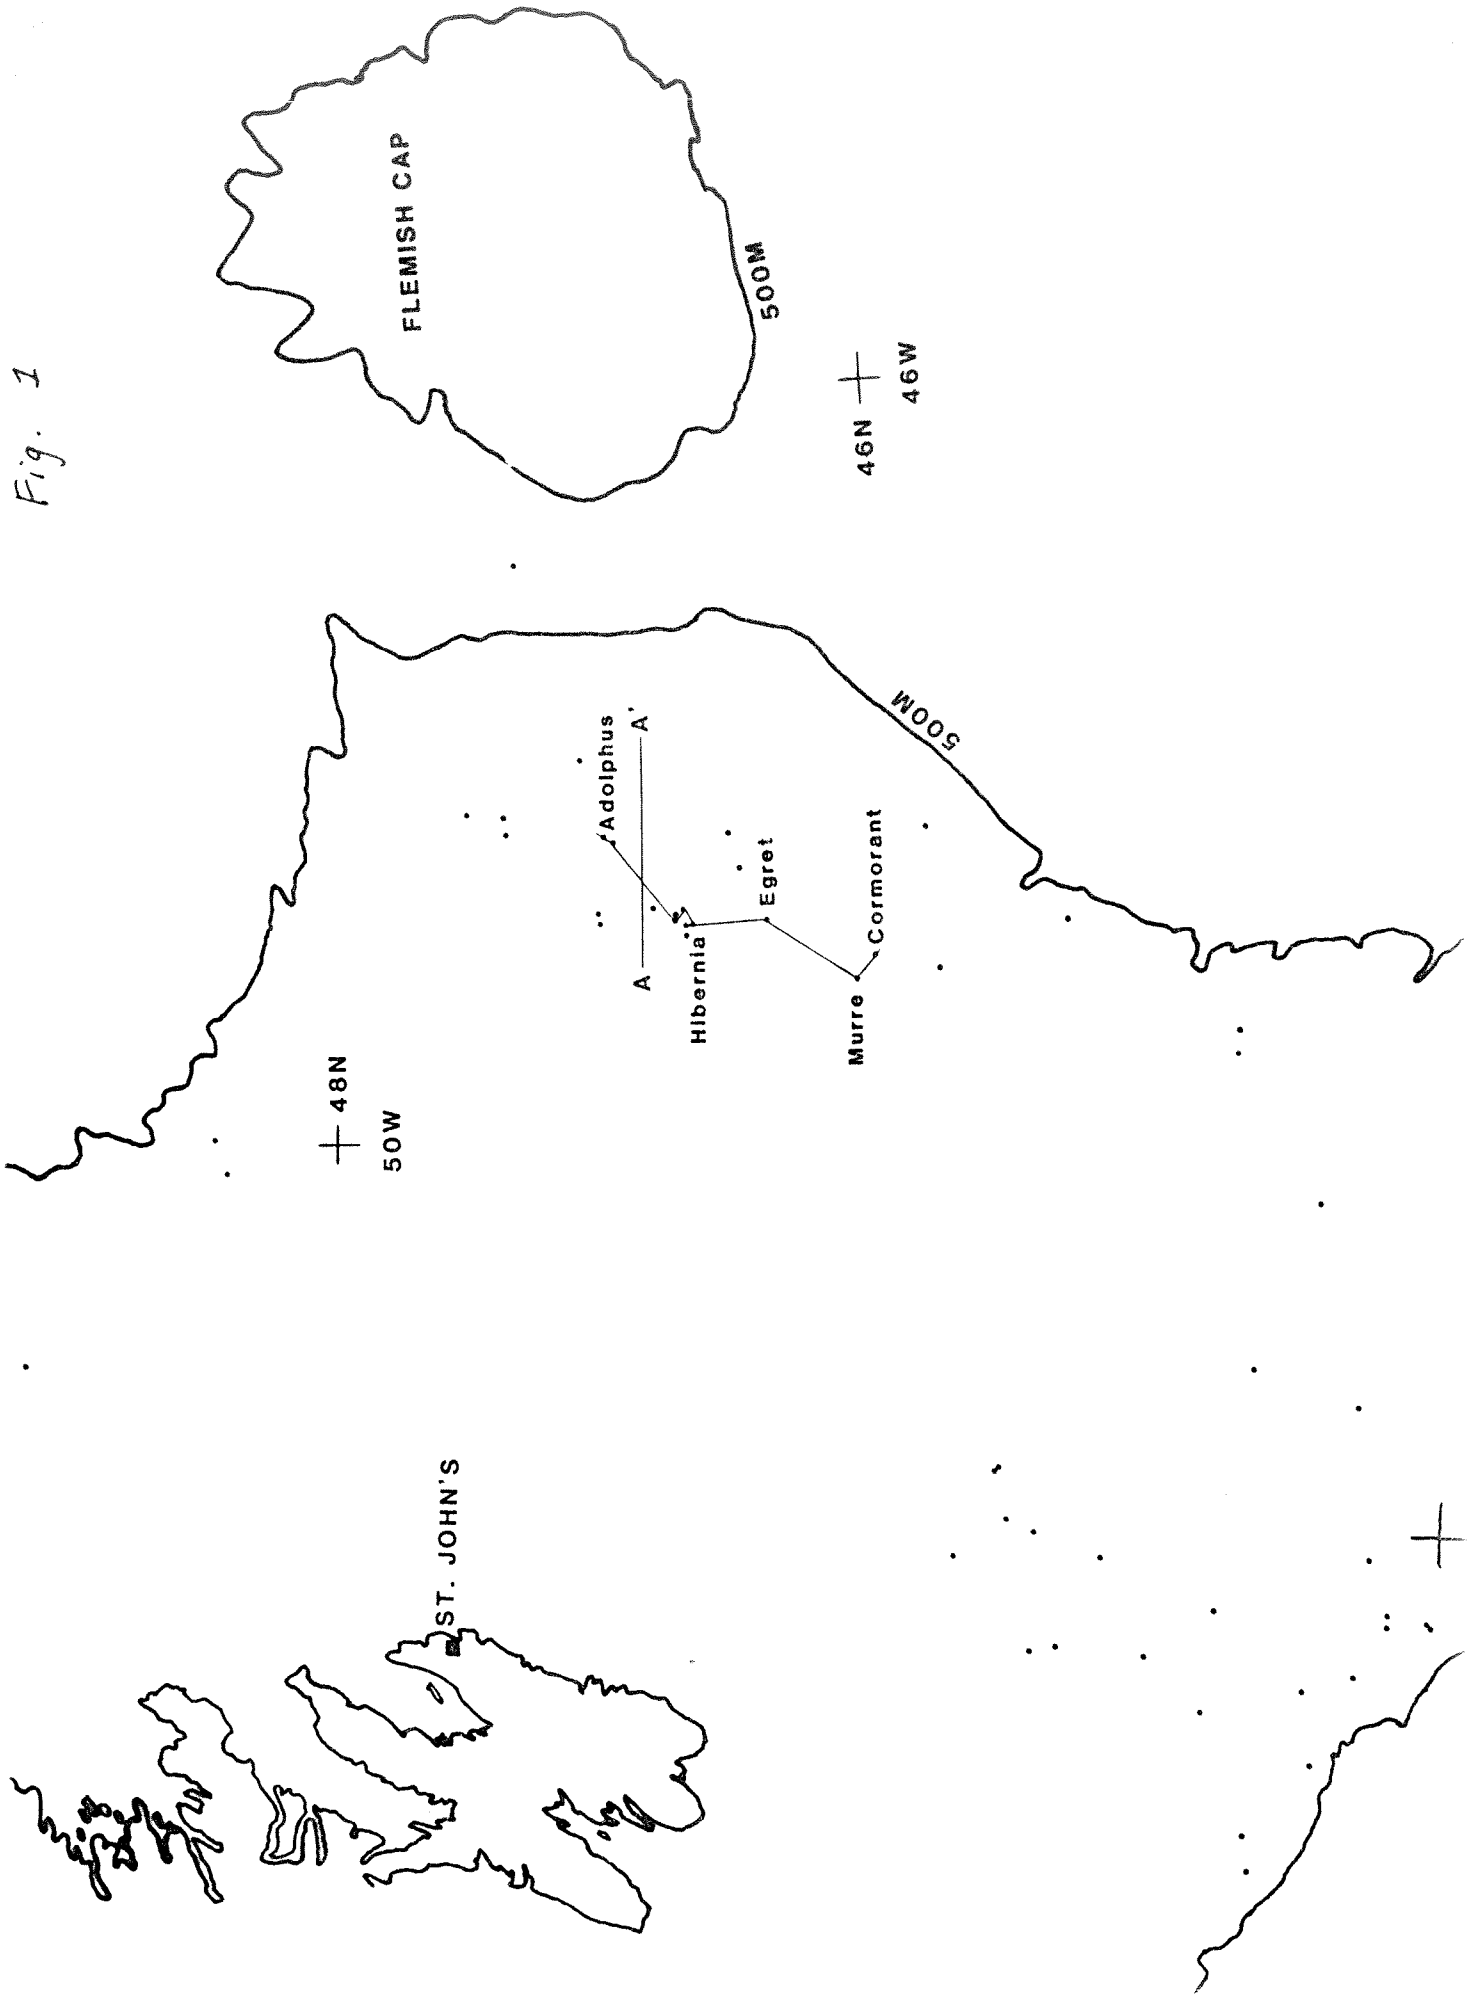 Fig. 1
FLEMISH CAP
500M
46N
46W
500M
Adolphus
A
A'
Hibernia
Egret
Murre
Cormorant
48N
50W
ST. JOHN'S